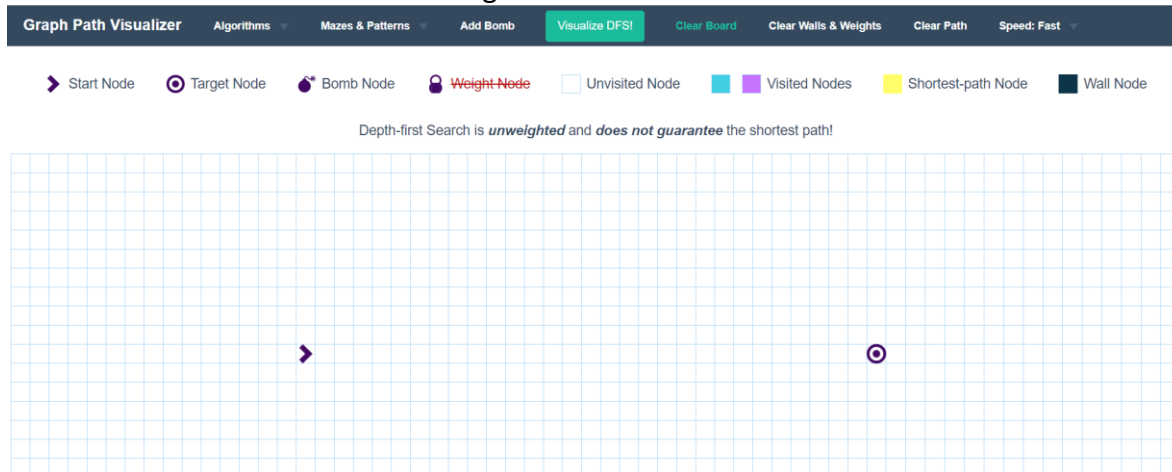 Graph Path Visualizer Algorithms Mazes & Patterns Add Bomb Visualize DFS! Clear Board Clear Walls & Weights Clear Path Speed: Fast
Start Node Target Node Bomb Node Weight Node Unvisited Node Visited Nodes Shortest-path Node Wall Node
Depth-first Search is unweighted and does not guarantee the shortest path!